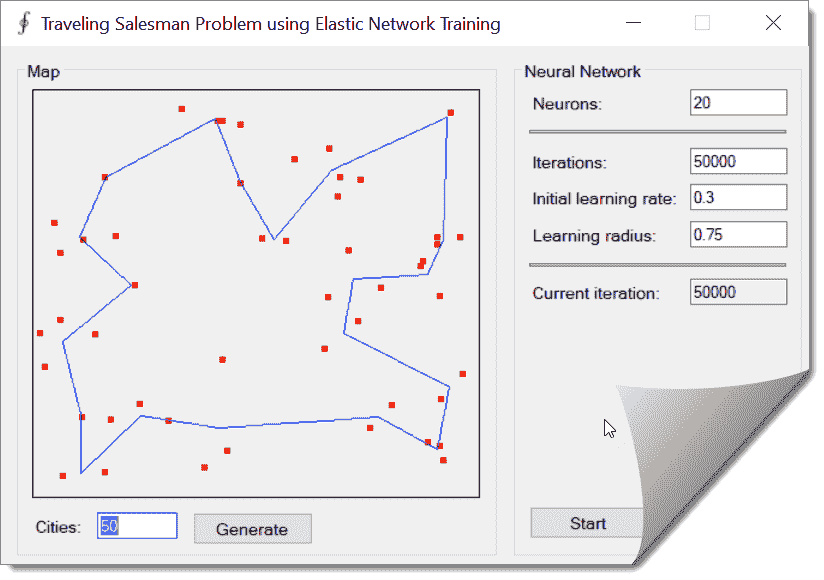 Traveling Salesman Problem using Elastic Network Training
Map
Cities: 50 Generate
Neural Network
Neurons: 20
Iterations: 50000
Initial learning rate: 0.3
Learning radius: 0.75
Current iteration: 50000
Start